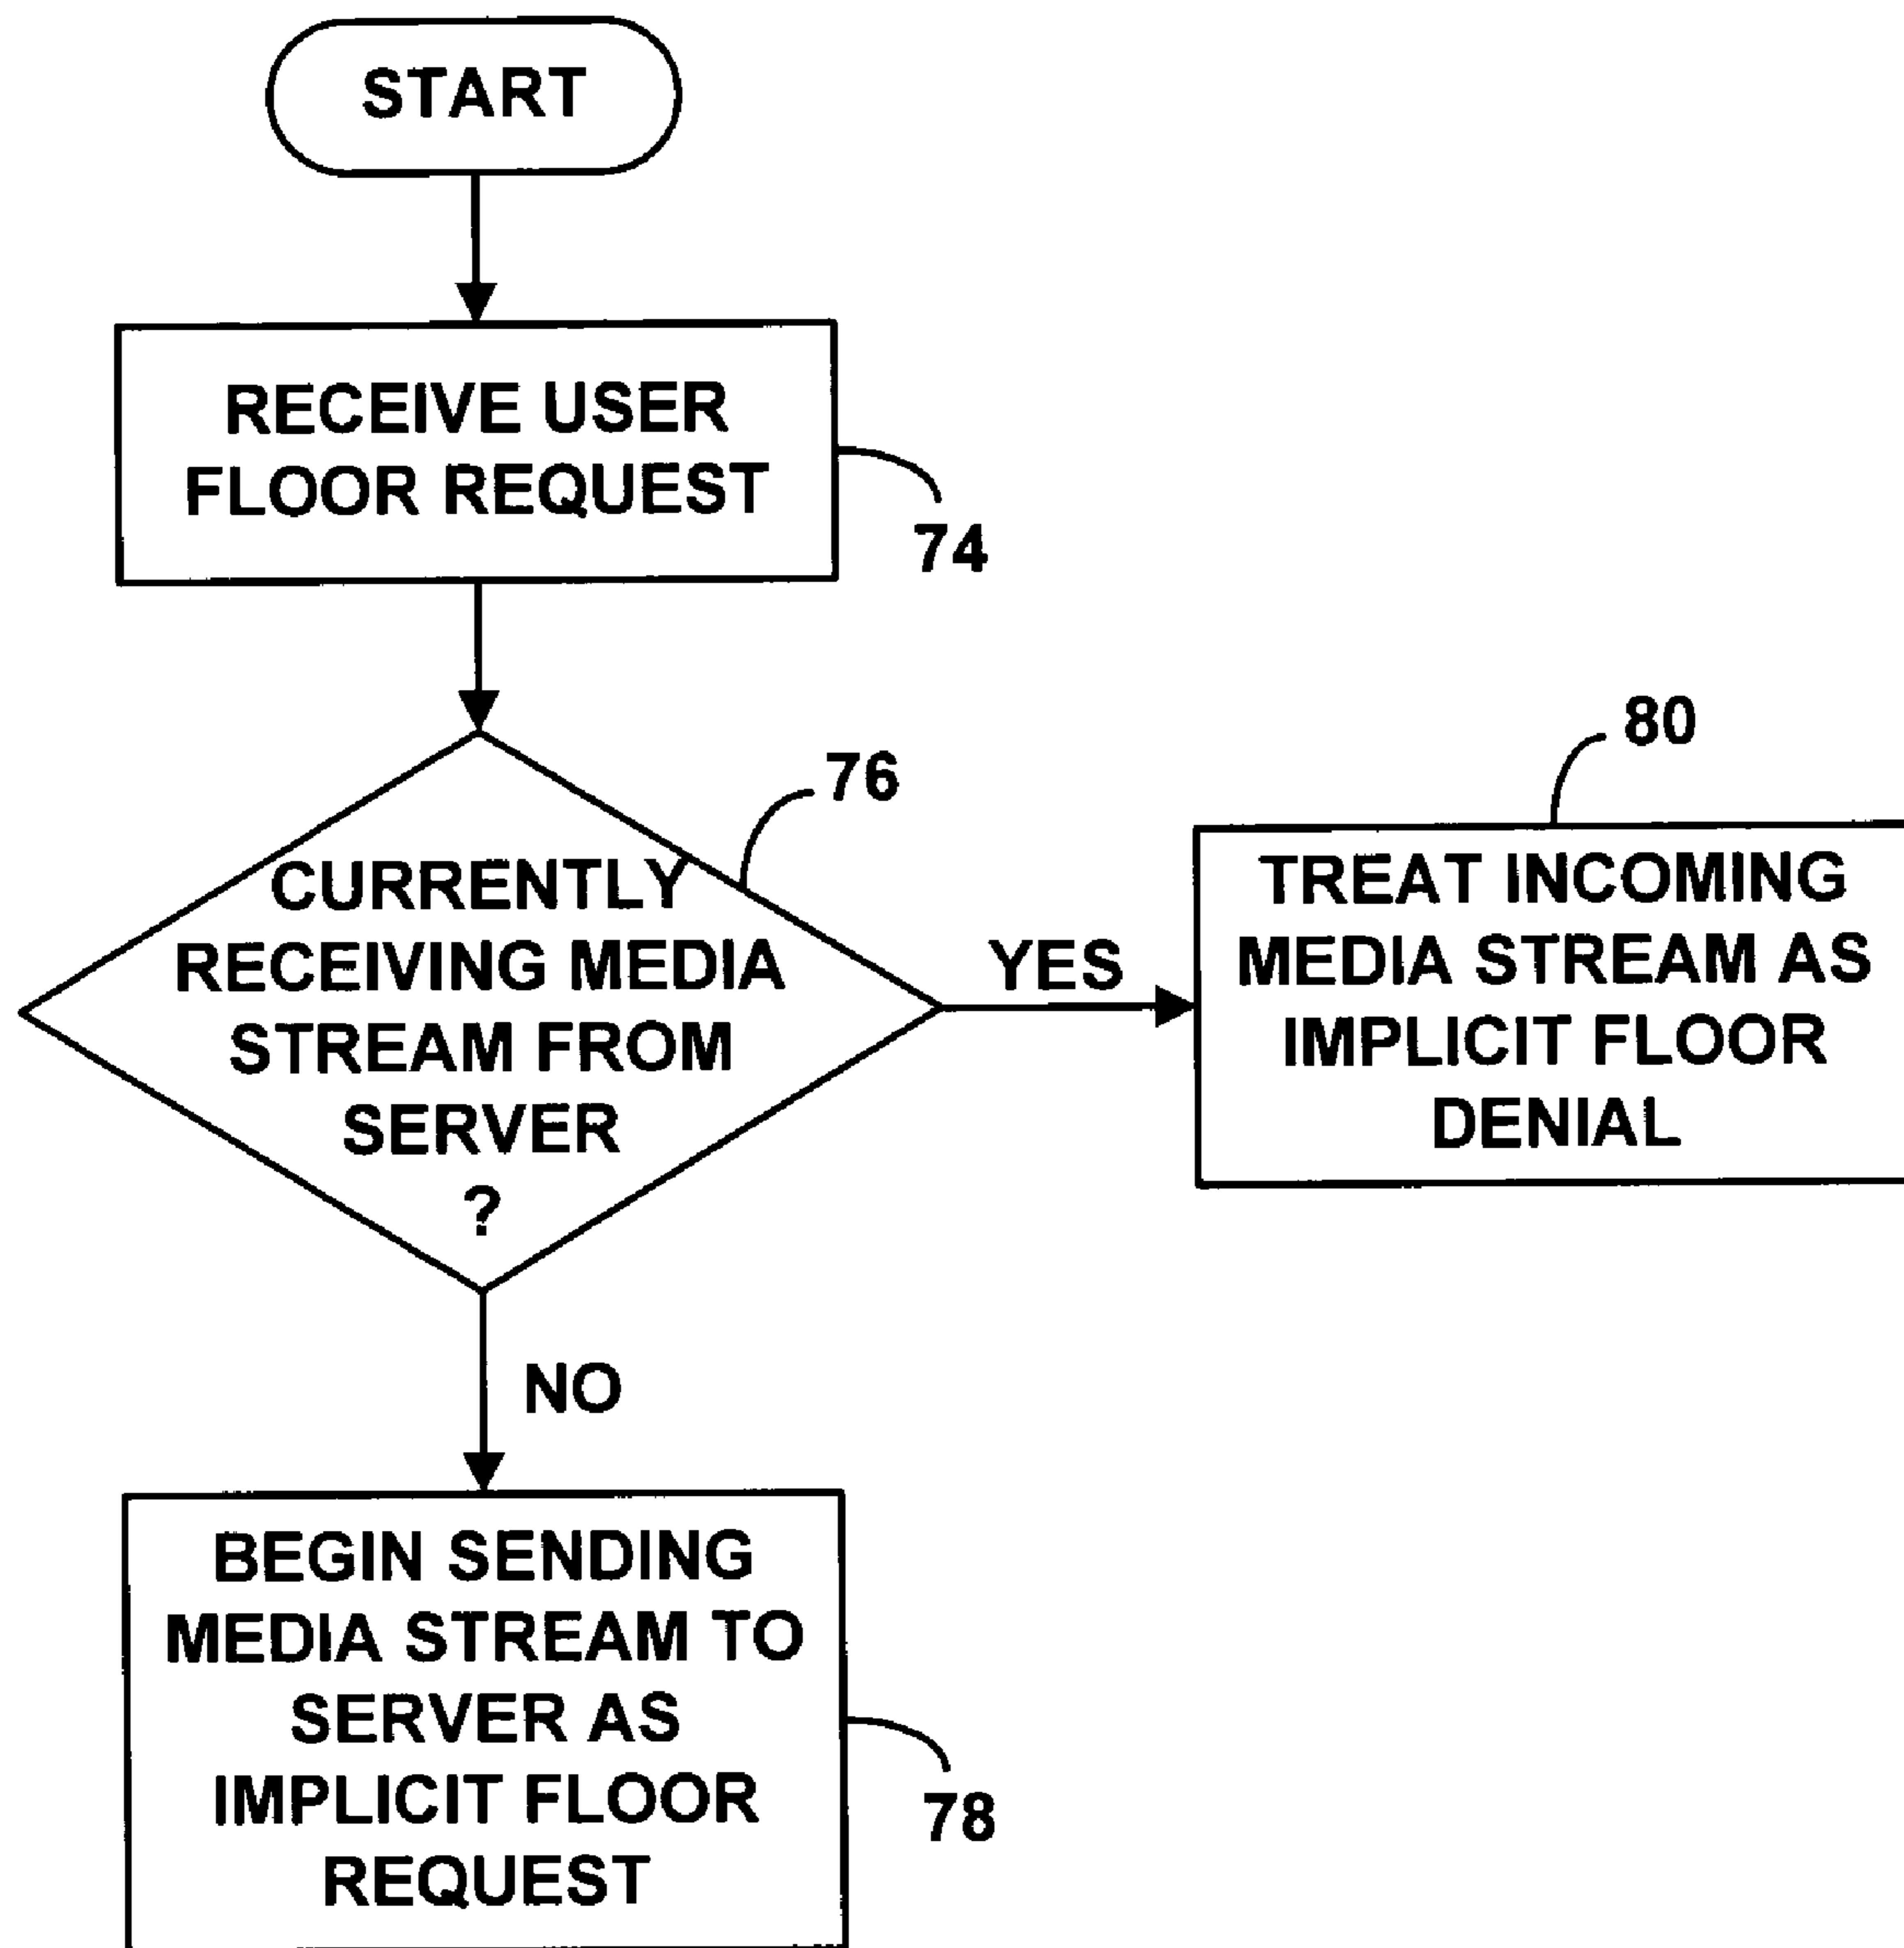 START
RECEIVE USER
FLOOR REQUEST
74
76
CURRENTLY
RECEIVING MEDIA
STREAM FROM
SERVER
?
YES
80
TREAT INCOMING
MEDIA STREAM AS
IMPLICIT FLOOR
DENIAL
NO
BEGIN SENDING
MEDIA STREAM TO
SERVER AS
IMPLICIT FLOOR
REQUEST
78